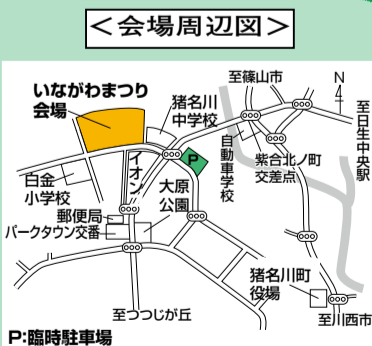 ＜会場周辺図＞
いながわまつり
会場
猪名川
中学校
至篠山市
N
至日生中央駅
自動車学校
紫合北ノ町
交差点
P
イオン
白金
小学校
大原
公園
郵便局
パークタウン交番
猪名川町
役場
至つつじが丘
至川西市
P:臨時駐車場